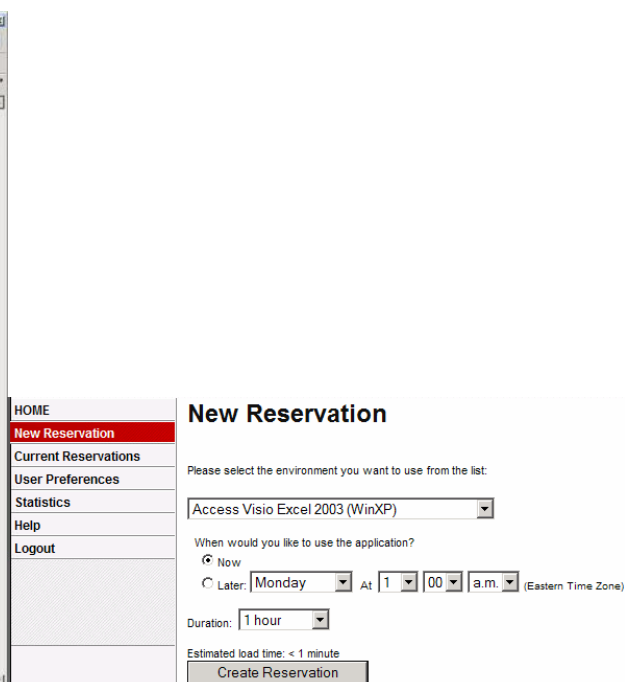 HOME
New Reservation
Current Reservations
User Preferences
Statistics
Help
Logout
New Reservation
Please select the environment you want to use from the list:
Access Visio Excel 2003 (WinXP)
When would you like to use the application?
Now
Later: Monday At 1 00 a.m. (Eastern Time Zone)
Duration: 1 hour
Estimated load time: < 1 minute
Create Reservation